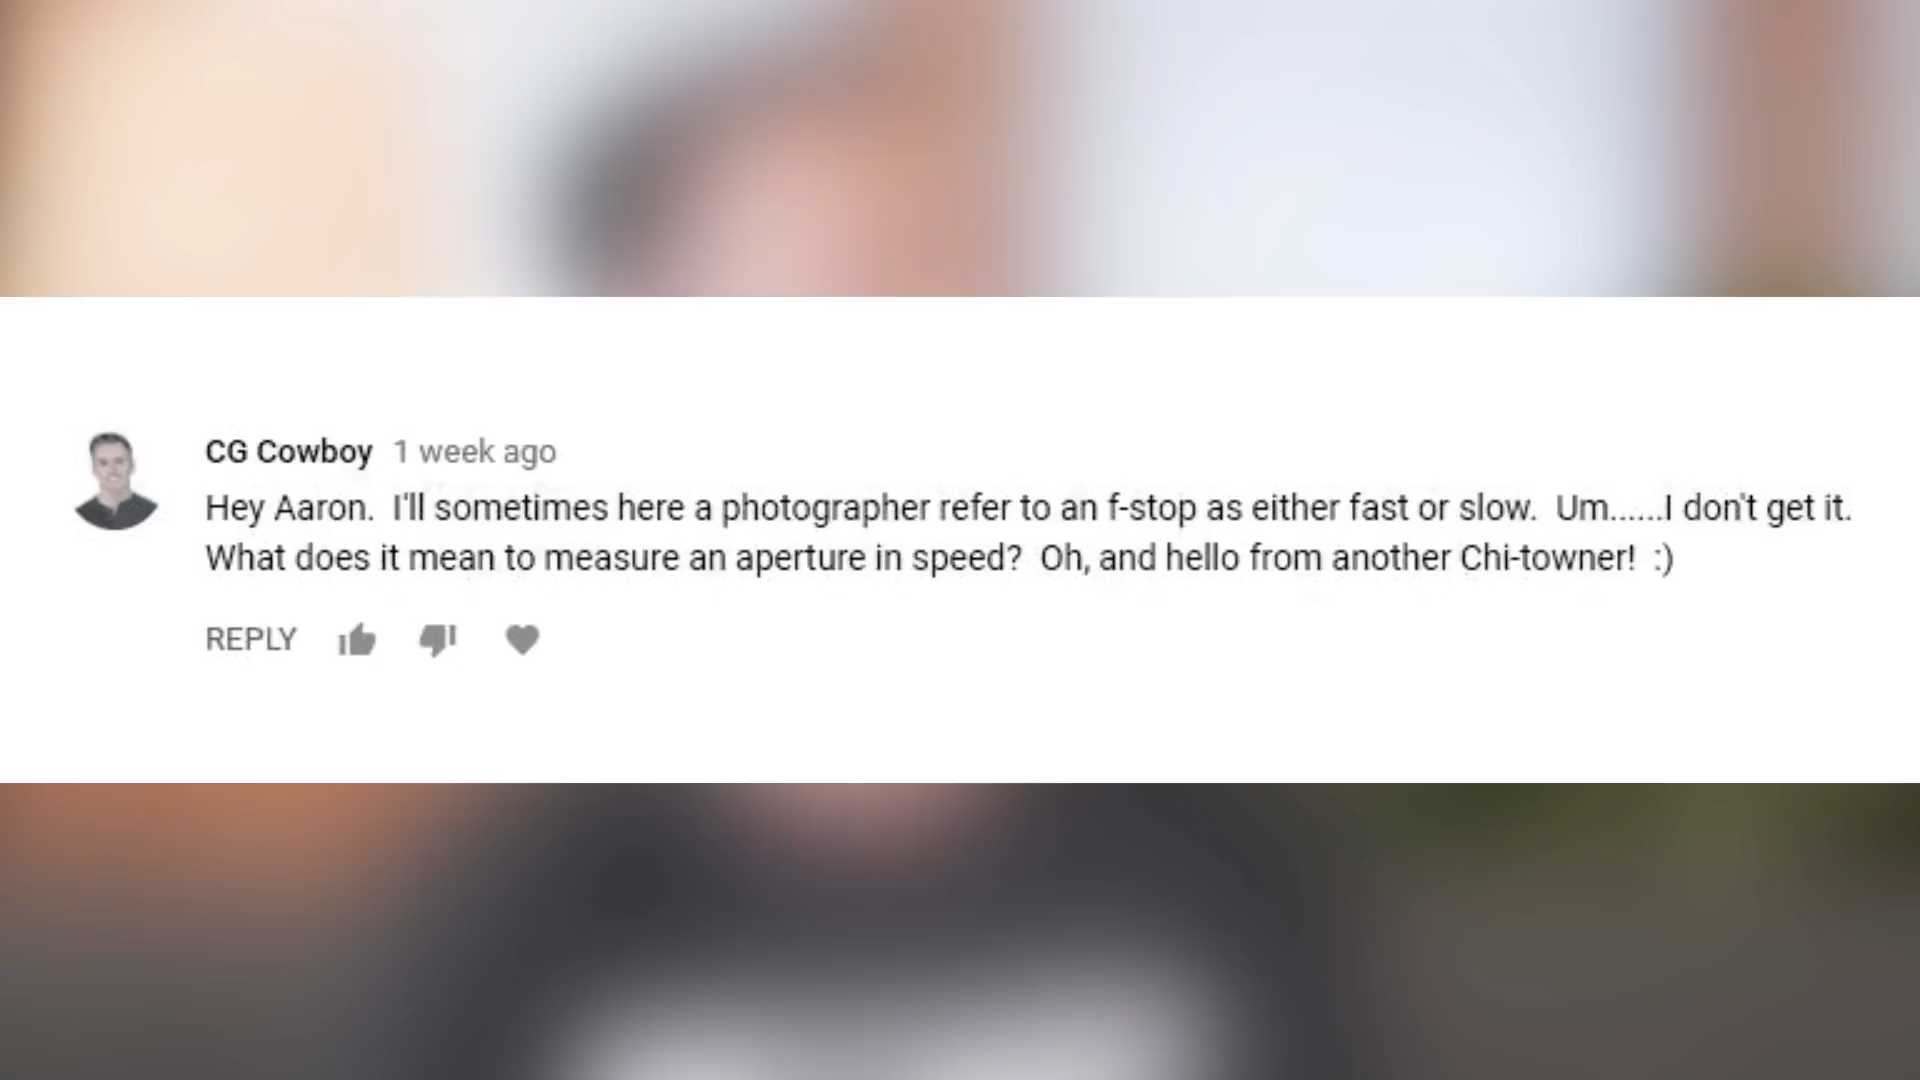 CG Cowboy 1 week ago
Hey Aaron.  I'll sometimes here a photographer refer to an f-stop as either fast or slow.  Um......I don't get it.
What does it mean to measure an aperture in speed?  Oh, and hello from another Chi-towner!  :)
REPLY